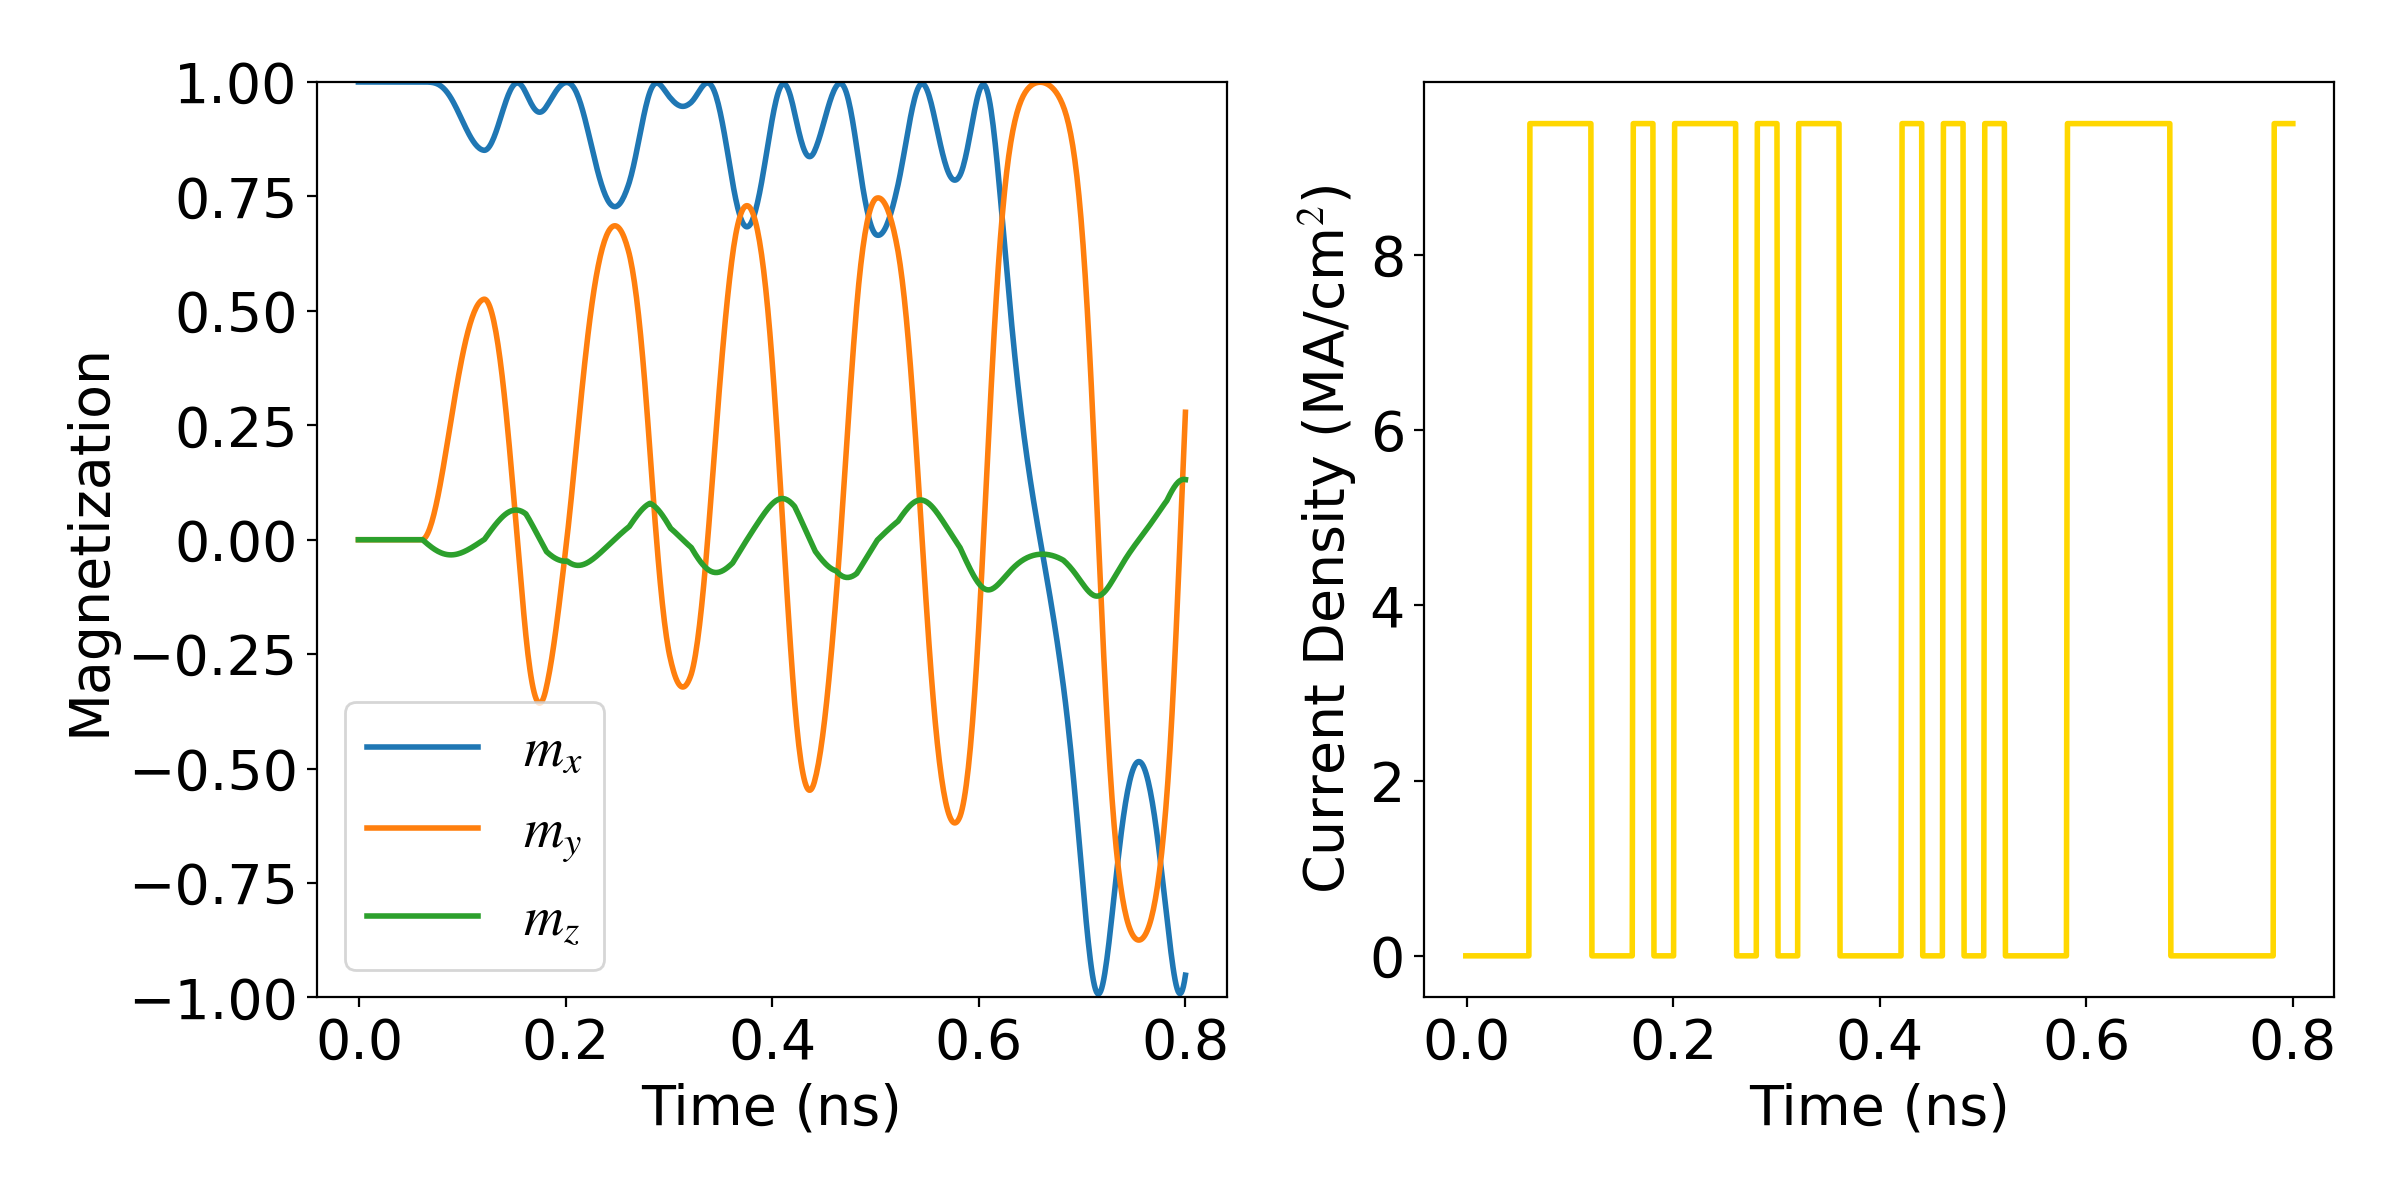 1.00
0.75
0.50
0.25
0.00
−0.25
−0.50
−0.75
−1.00
Magnetization
m_x
m_y
m_z
0.0 0.2 0.4 0.6 0.8
Time (ns)
8
6
4
2
0
Current Density (MA/cm²)
0.0 0.2 0.4 0.6 0.8
Time (ns)